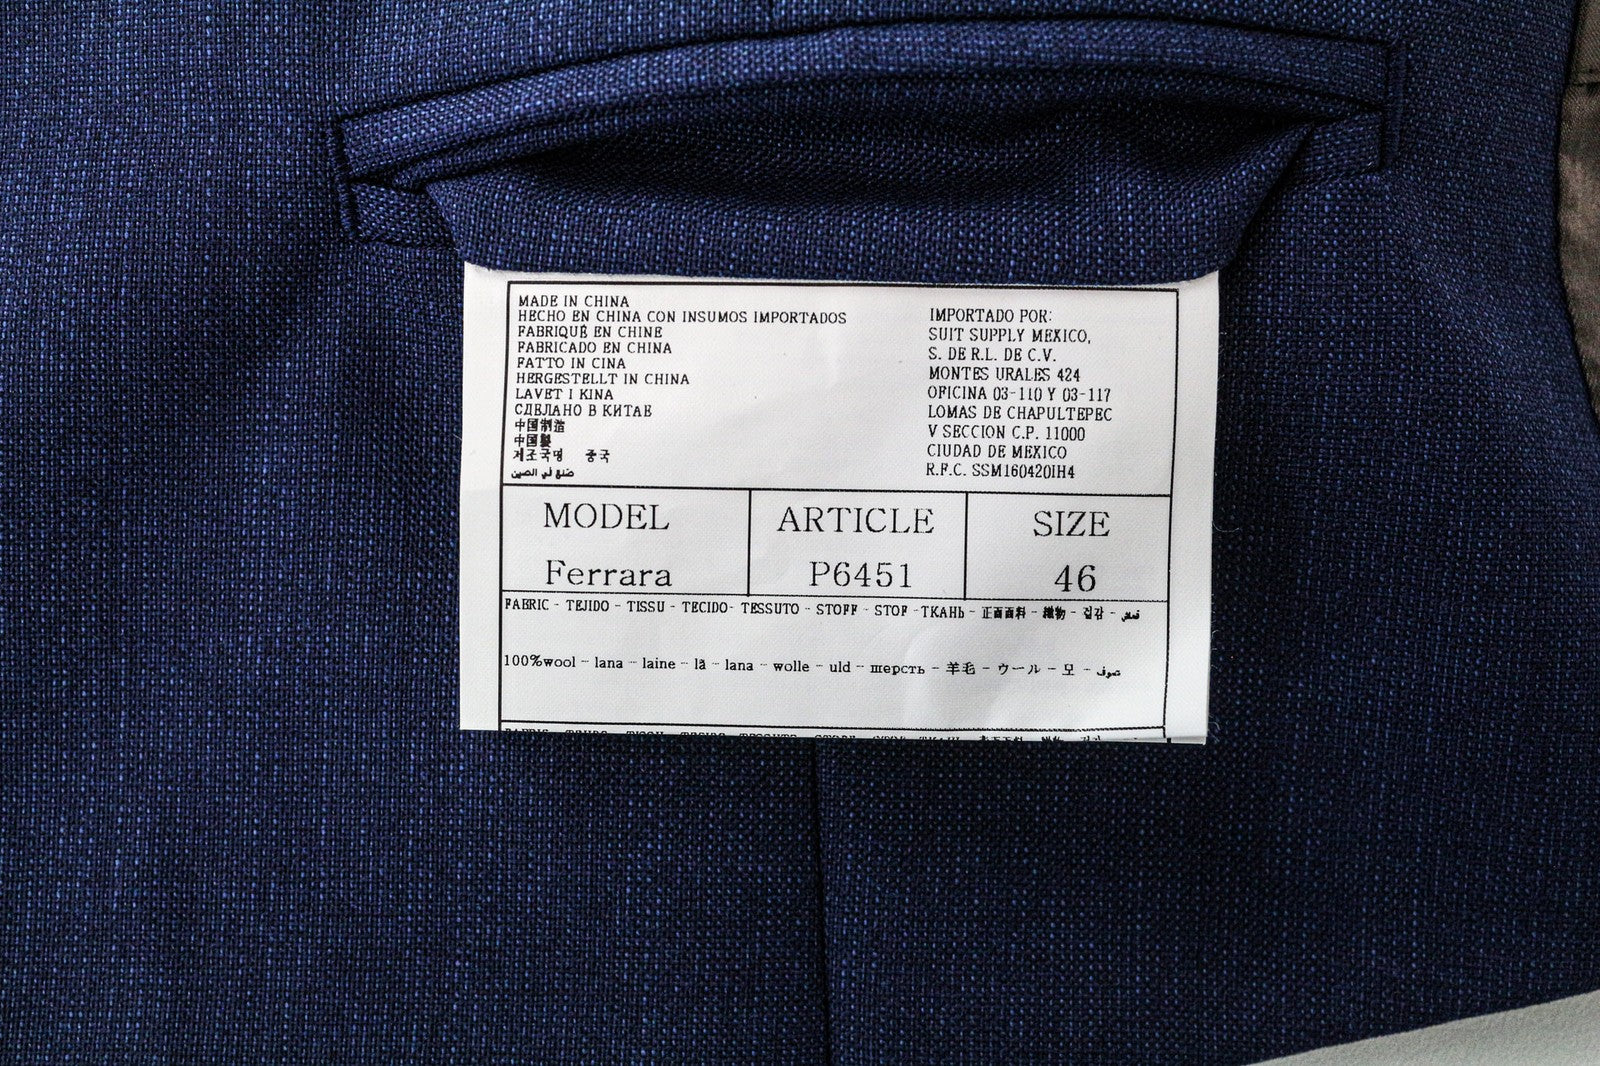 MADE IN CHINA
HECHO EN CHINA CON INSUMOS IMPORTADOS
FABRIQUÉ EN CHINE
FABRICADO EN CHINA
FATTO IN CINA
HERGESTELLT IN CHINA
LAVET I KINA
СДЕЛАНО В КИТАЕ
中国制造
中国製
제조국명 중국
صنع في الصين
IMPORTADO POR:
SUIT SUPPLY MEXICO,
S. DE R.L. DE C.V.
MONTES URALES 424
OFICINA 03-110 Y 03-117
LOMAS DE CHAPULTEPEC
V SECCION C.P. 11000
CIUDAD DE MEXICO
R.F.C. SSM160420IH4
MODEL ARTICLE SIZE
Ferrara P6451 46
FABRIC - TEJIDO - TISSU - TECIDO- TESSUTO - STOFF - STOF - ТКАНЬ - 正面面料 - 織物 - 겉감 - قماش
100%wool - lana - laine - lã - lana - wolle - uld - шерсть - 羊毛 - ウール - 모 - صوف